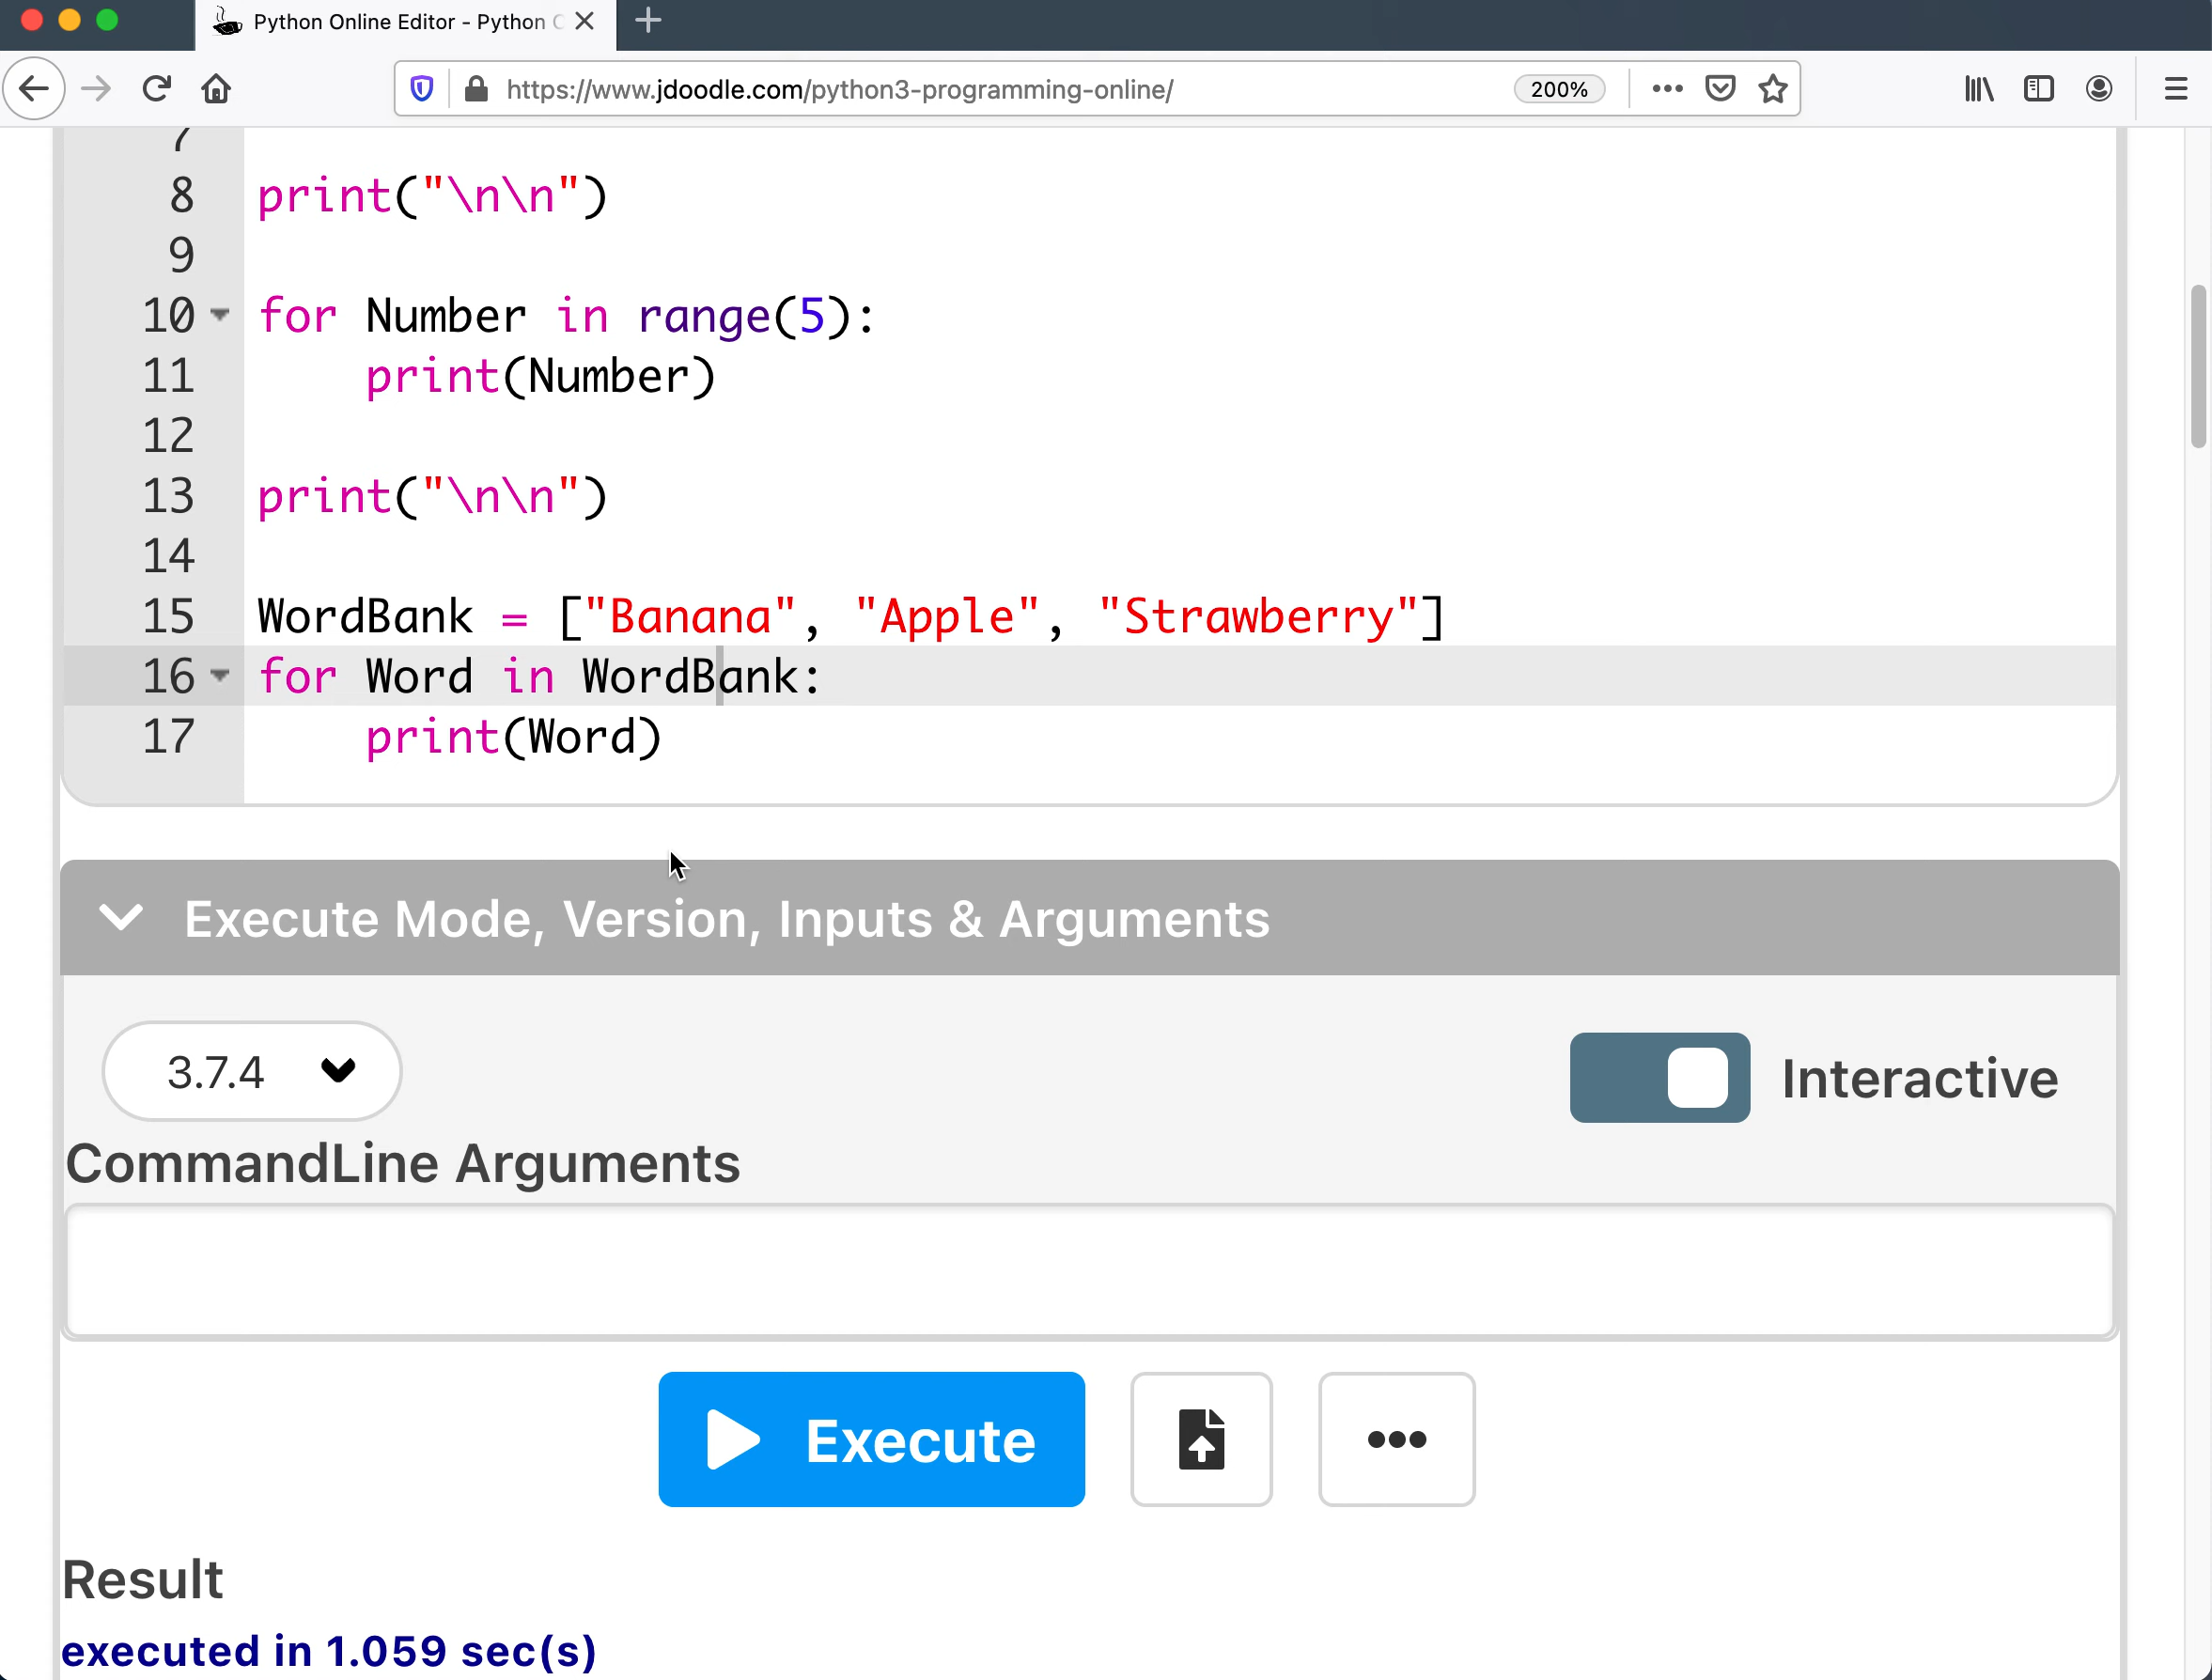 Python Online Editor - Python
https://www.jdoodle.com/python3-programming-online/
200%
7
8 print("\n\n")
9
10 for Number in range(5):
11     print(Number)
12
13 print("\n\n")
14
15 WordBank = ["Banana", "Apple", "Strawberry"]
16 for Word in WordBank:
17     print(Word)
Execute Mode, Version, Inputs & Arguments
3.7.4
Interactive
CommandLine Arguments
Execute
Result
executed in 1.059 sec(s)